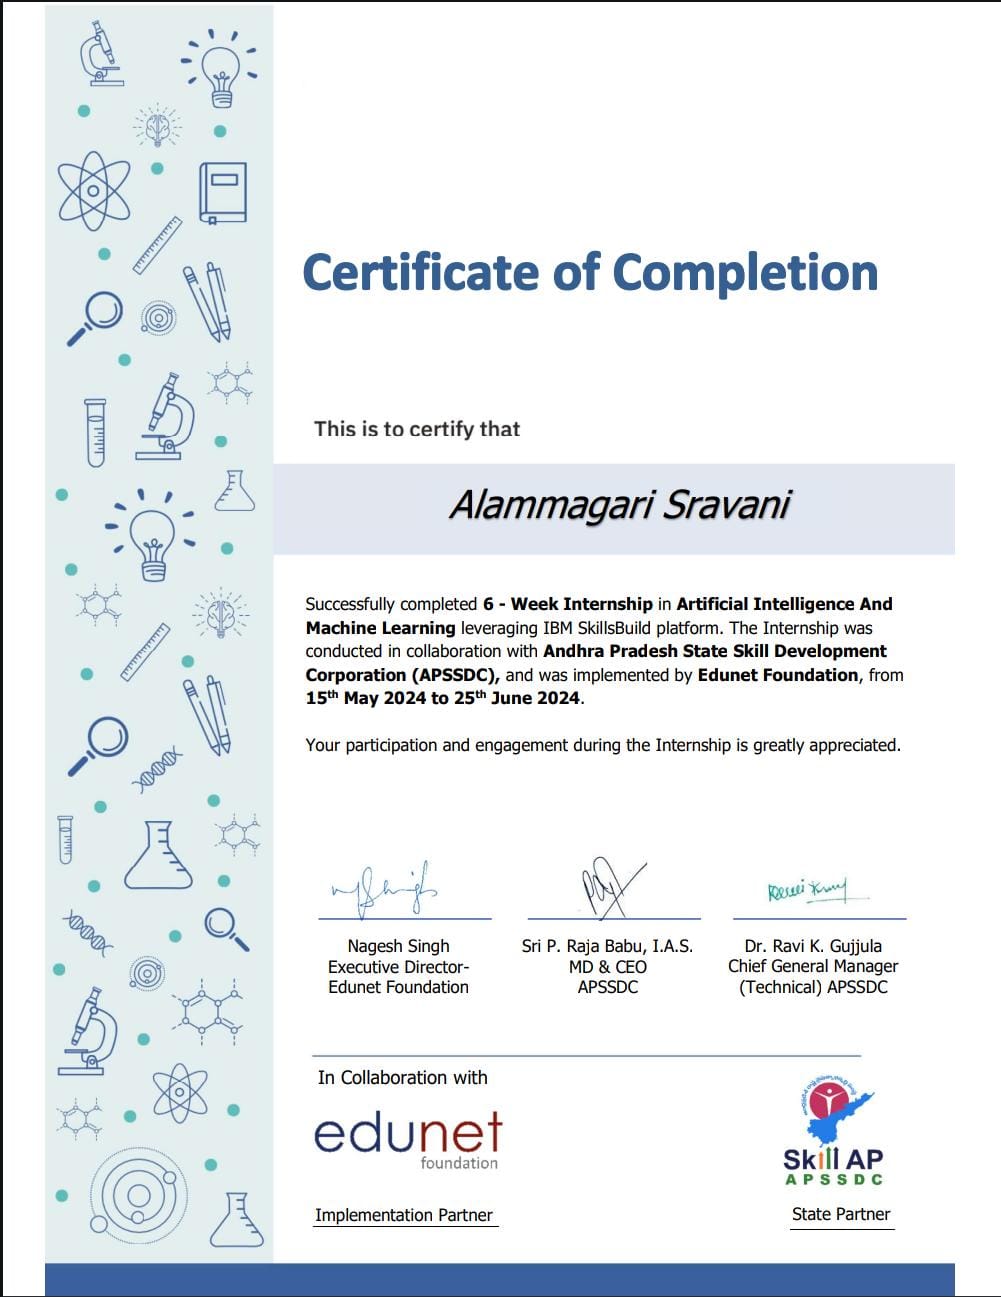 Certificate of Completion
This is to certify that
Alammagari Sravani
Successfully completed 6 - Week Internship in Artificial Intelligence And
Machine Learning leveraging IBM SkillsBuild platform. The Internship was
conducted in collaboration with Andhra Pradesh State Skill Development
Corporation (APSSDC), and was implemented by Edunet Foundation, from
15th May 2024 to 25th June 2024.
Your participation and engagement during the Internship is greatly appreciated.
Nagesh Singh
Executive Director-
Edunet Foundation
Sri P. Raja Babu, I.A.S.
MD & CEO
APSSDC
Dr. Ravi K. Gujjula
Chief General Manager
(Technical) APSSDC
In Collaboration with
edunet
foundation
Implementation Partner
Skill AP
APSSDC
State Partner